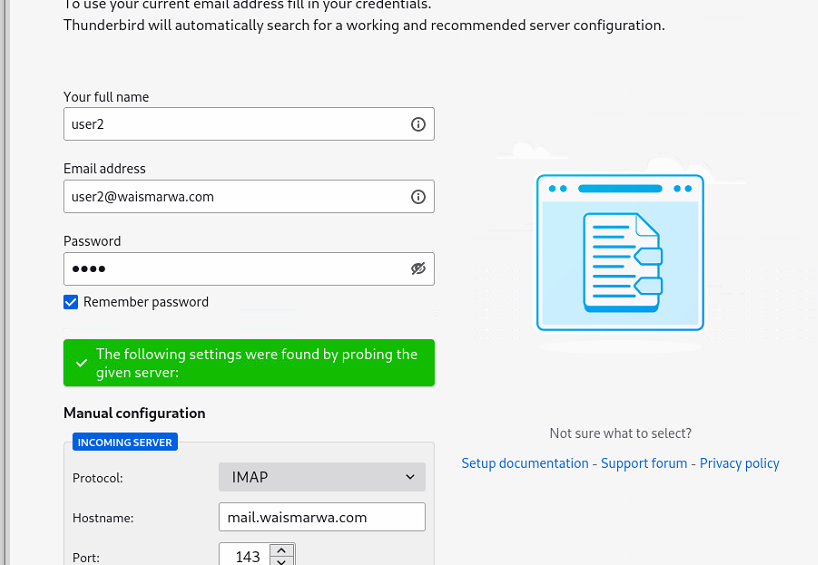 To use your current email address fill in your credentials.
Thunderbird will automatically search for a working and recommended server configuration.
Your full name
user2
Email address
user2@waismarwa.com
Password
Remember password
The following settings were found by probing the
given server:
Manual configuration
INCOMING SERVER
Protocol:
IMAP
Hostname:
mail.waismarwa.com
Port:
143
Not sure what to select?
Setup documentation - Support forum - Privacy policy